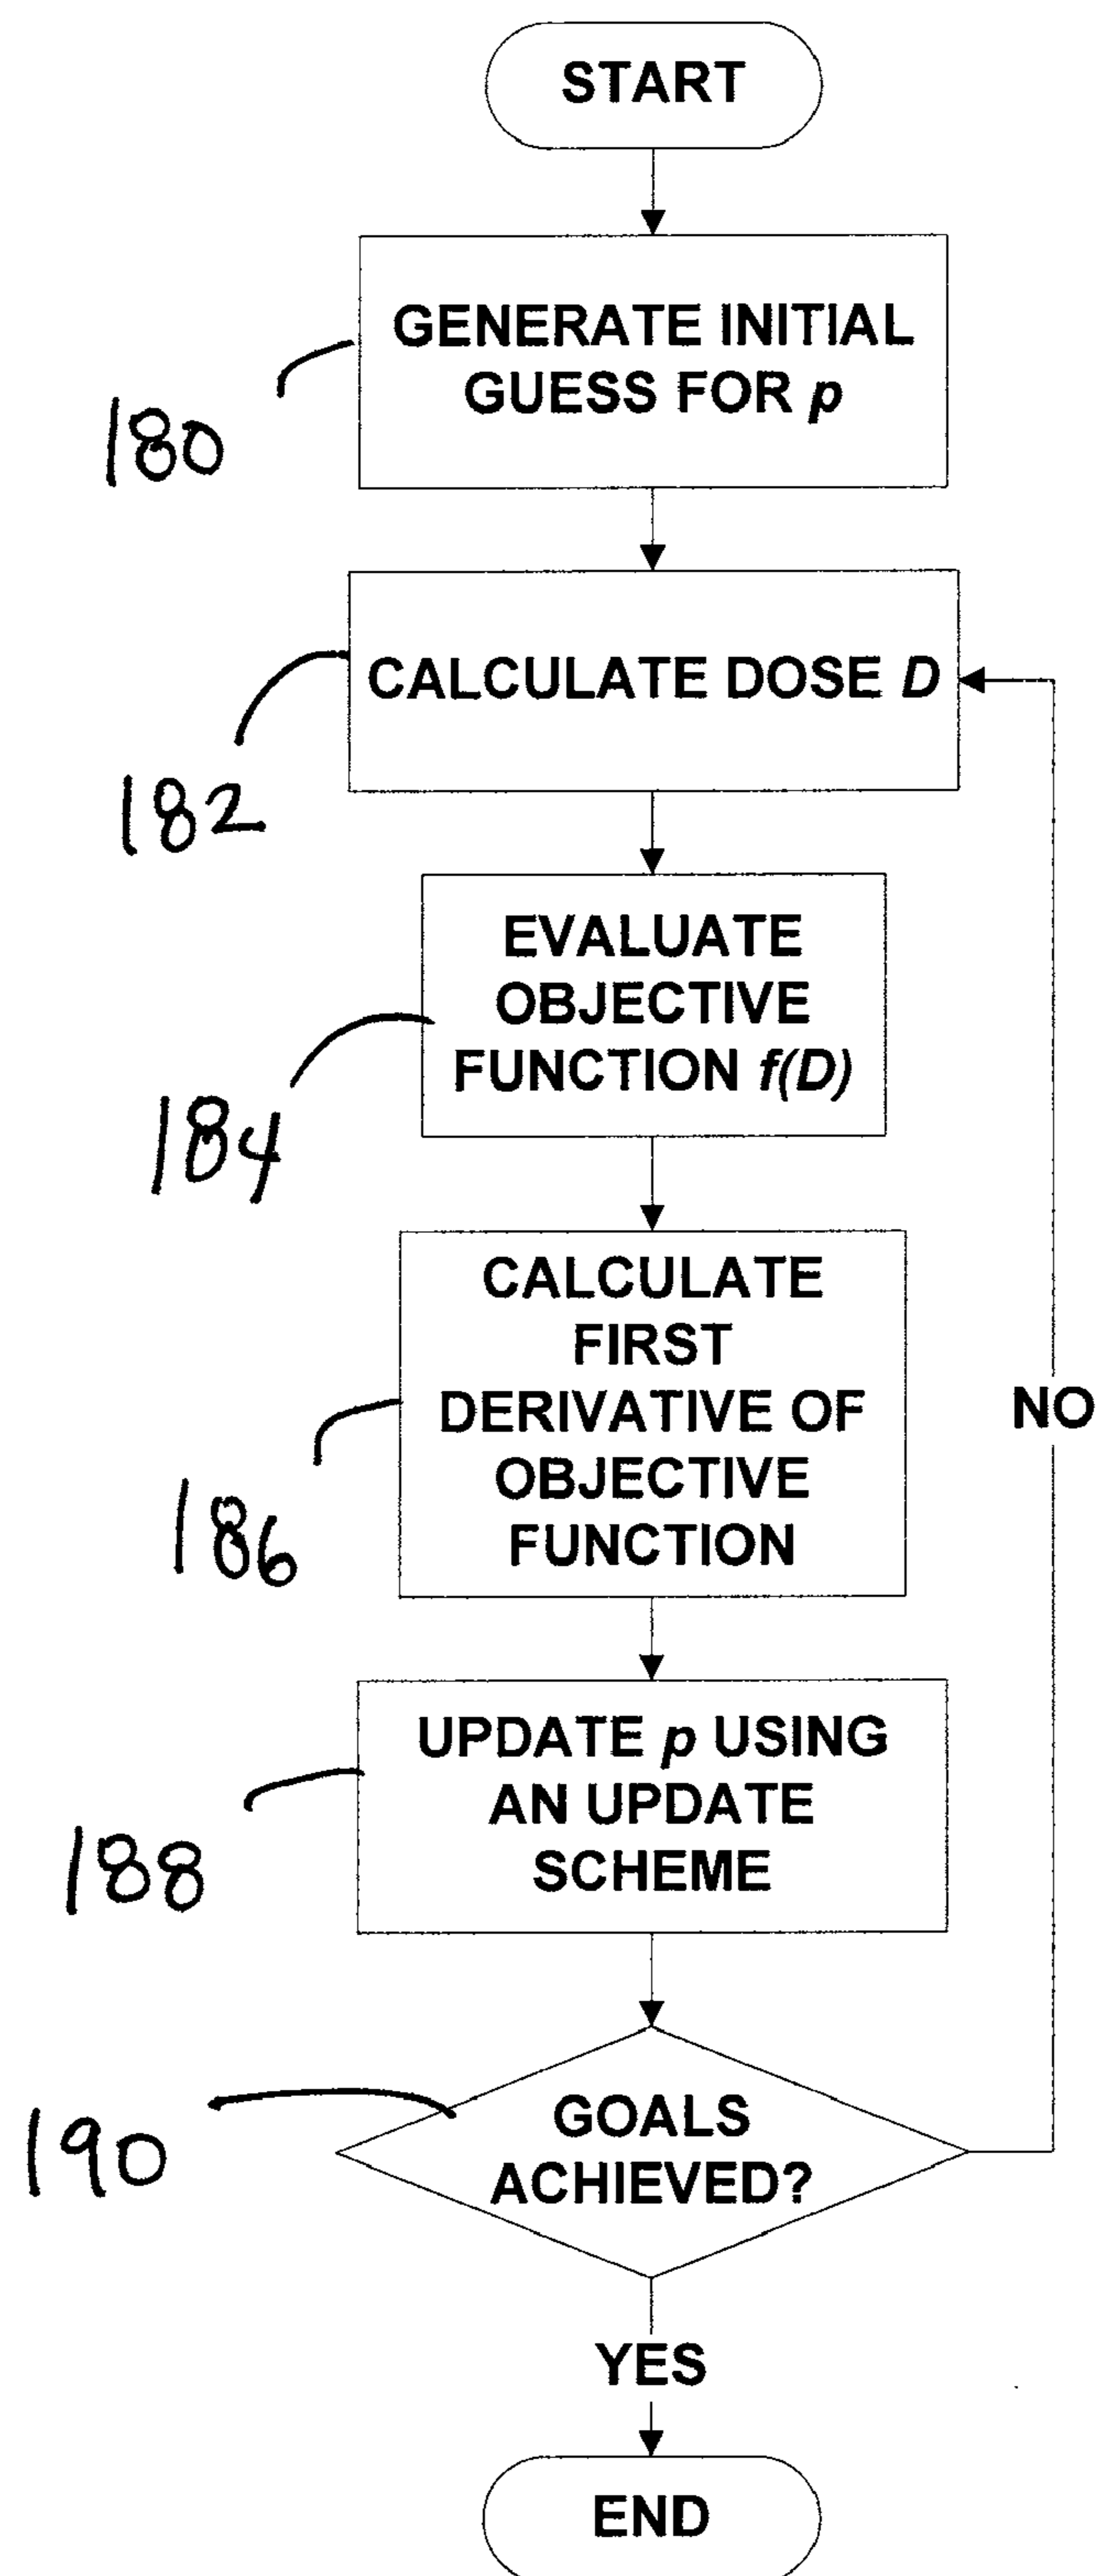 START
GENERATE INITIAL
GUESS FOR p
180
CALCULATE DOSE D
182
EVALUATE
OBJECTIVE
FUNCTION f(D)
184
CALCULATE
FIRST
DERIVATIVE OF
OBJECTIVE
FUNCTION
NO
186
UPDATE p USING
AN UPDATE
SCHEME
188
GOALS
ACHIEVED?
190
YES
END